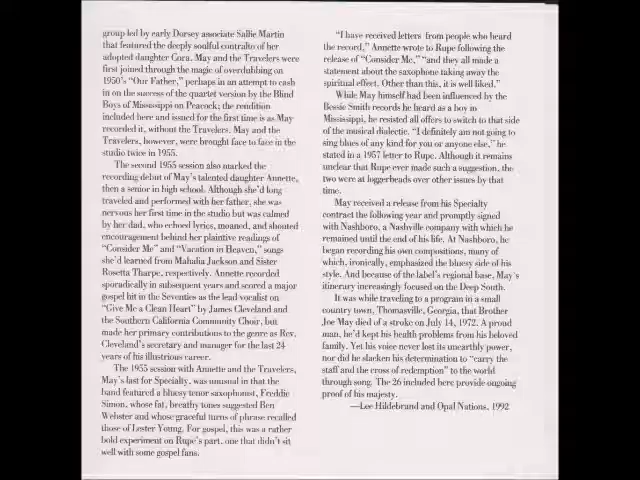 group led by early Dorsey associate Sallie Martin
that featured the deeply soulful contralto of her
adopted daughter Cora. May and the Travelers were
first joined through the magic of overdubbing on
1950's "Our Father," perhaps in an attempt to cash
in on the success of the quartet version by the Blind
Boys of Mississippi on Peacock; the rendition
included here and issued for the first time is as May
recorded it, without the Travelers. May and the
Travelers, however, were brought face to face in the
studio twice in 1955.
The second 1955 session also marked the
recording debut of May's talented daughter Annette,
then a senior in high school. Although she'd long
traveled and performed with her father, she was
nervous her first time in the studio but was calmed
by her dad, who echoed lyrics, moaned, and shouted
encouragement behind her plaintive readings of
"Consider Me" and "Vacation in Heaven," songs
she'd learned from Mahalia Jackson and Sister
Rosetta Tharpe, respectively. Annette recorded
sporadically in subsequent years and scored a major
gospel hit in the Seventies as the lead vocalist on
"Give Me a Clean Heart" by James Cleveland and
the Southern California Community Choir, but
made her primary contributions to the genre as Rev.
Cleveland's secretary and manager for the last 24
years of his illustrious career.
The 1955 session with Annette and the Travelers,
May's last for Specialty, was unusual in that the
band featured a bluesy tenor saxophonist, Freddie
Simon, whose fat, breathy tones suggested Ben
Webster and whose graceful turns of phrase recalled
those of Lester Young. For gospel, this was a rather
bold experiment on Rupe's part, one that didn't sit
well with some gospel fans.
"I have received letters from people who heard
the record," Annette wrote to Rupe following the
release of "Consider Me," "and they all made a
statement about the saxophone taking away the
spiritual effect. Other than this, it is well liked."
While May himself had been influenced by the
Bessie Smith records he heard as a boy in
Mississippi, he resisted all offers to switch to that side
of the musical dialectic. "I definitely am not going to
sing blues of any kind for you or anyone else," he
stated in a 1957 letter to Rupe. Although it remains
unclear that Rupe ever made such a suggestion, the
two were at loggerheads over other issues by that
time.
May received a release from his Specialty
contract the following year and promptly signed
with Nashboro, a Nashville company with which he
remained until the end of his life. At Nashboro, he
began recording his own compositions, many of
which, ironically, emphasized the bluesy side of his
style. And because of the label's regional base, May's
itinerary increasingly focused on the Deep South.
It was while traveling to a program in a small
country town, Thomasville, Georgia, that Brother
Joe May died of a stroke on July 14, 1972. A proud
man, he'd kept his health problems from his beloved
family. Yet his voice never lost its unearthly power,
nor did he slacken his determination to "carry the
staff and the cross of redemption" to the world
through song. The 26 included here provide ongoing
proof of his majesty.
—Lee Hildebrand and Opal Nations, 1992